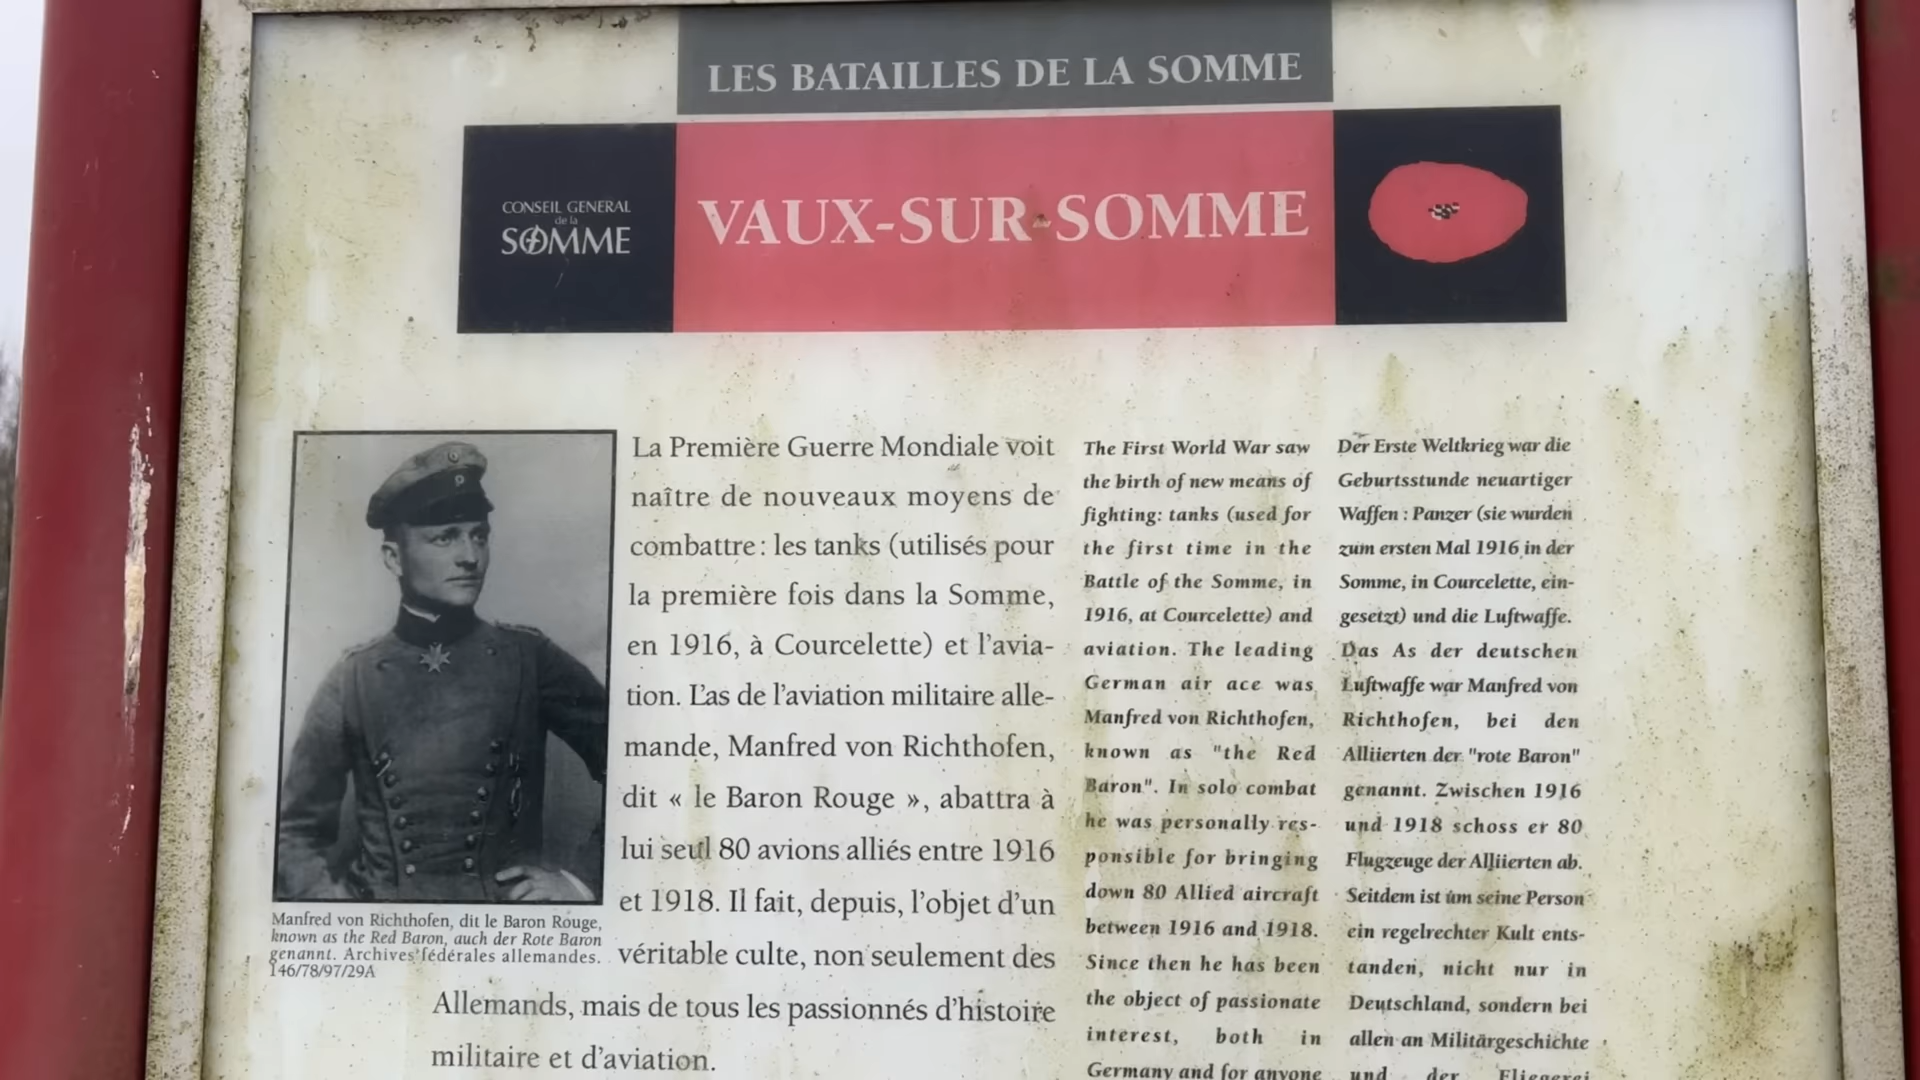 LES BATAILLES DE LA SOMME
CONSEIL GENERAL
de la
SOMME
VAUX-SUR-SOMME
La Première Guerre Mondiale voit
naître de nouveaux moyens de
combattre : les tanks (utilisés pour
la première fois dans la Somme,
en 1916, à Courcelette) et l'avia-
tion. L'as de l'aviation militaire alle-
mande, Manfred von Richthofen,
dit « le Baron Rouge », abattra à
lui seul 80 avions alliés entre 1916
et 1918. Il fait, depuis, l'objet d'un
véritable culte, non seulement des
Allemands, mais de tous les passionnés d'histoire
militaire et d'aviation.
Manfred von Richthofen, dit le Baron Rouge,
known as the Red Baron, auch der Rote Baron
genannt. Archives fédérales allemandes.
146/78/97/29A
The First World War saw
the birth of new means of
fighting: tanks (used for
the first time in the
Battle of the Somme, in
1916, at Courcelette) and
aviation. The leading
German air ace was
Manfred von Richthofen,
known as "the Red
Baron". In solo combat
he was personally res-
ponsible for bringing
down 80 Allied aircraft
between 1916 and 1918.
Since then he has been
the object of passionate
interest, both in
Germany and for anyone
Der Erste Weltkrieg war die
Geburtsstunde neuartiger
Waffen : Panzer (sie wurden
zum ersten Mal 1916 in der
Somme, in Courcelette, ein-
gesetzt) und die Luftwaffe.
Das As der deutschen
Luftwaffe war Manfred von
Richthofen, bei den
Alliierten der "rote Baron"
genannt. Zwischen 1916
und 1918 schoss er 80
Flugzeuge der Alliierten ab.
Seitdem ist um seine Person
ein regelrechter Kult ents-
tanden, nicht nur in
Deutschland, sondern bei
allen an Militärgeschichte
und der Fliegerei